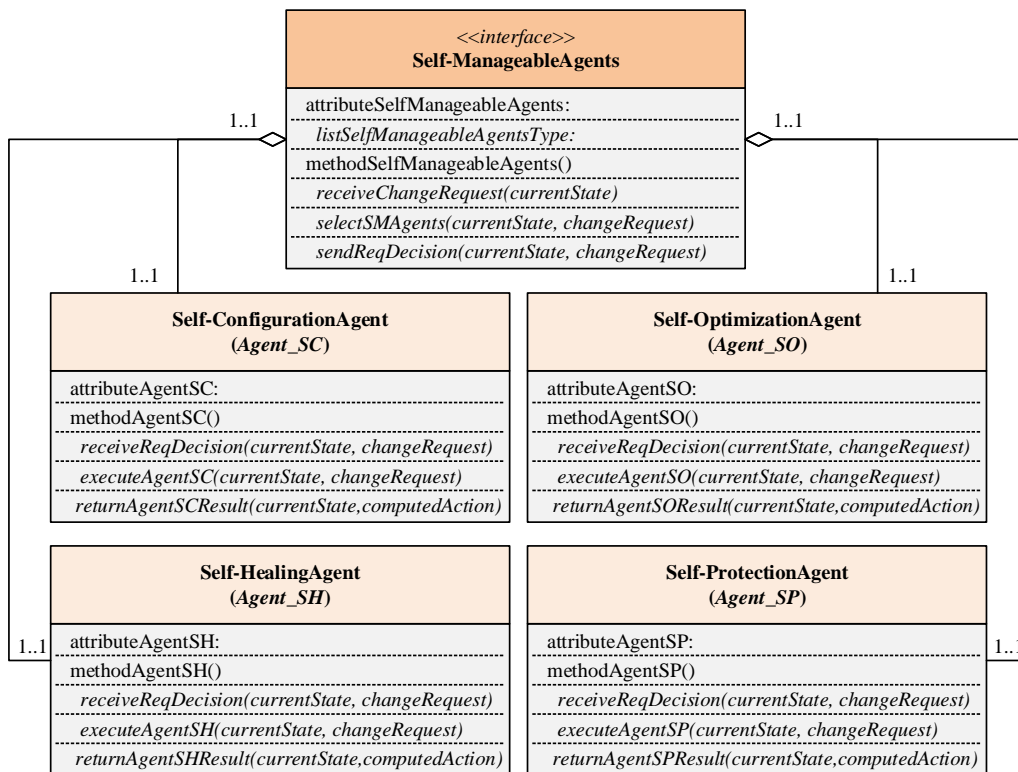 <<interface>>
Self-ManageableAgents
attributeSelfManageableAgents:
listSelfManageableAgentsType:
methodSelfManageableAgents()
receiveChangeRequest(currentState)
selectSMAgents(currentState, changeRequest)
sendReqDecision(currentState, changeRequest)
1..1
1..1
1..1
1..1
Self-ConfigurationAgent
(Agent_SC)
attributeAgentSC:
methodAgentSC()
receiveReqDecision(currentState, changeRequest)
executeAgentSC(currentState, changeRequest)
returnAgentSCResult(currentState,computedAction)
Self-OptimizationAgent
(Agent_SO)
attributeAgentSO:
methodAgentSO()
receiveReqDecision(currentState, changeRequest)
executeAgentSO(currentState, changeRequest)
returnAgentSOResult(currentState,computedAction)
Self-HealingAgent
(Agent_SH)
1..1
attributeAgentSH:
methodAgentSH()
receiveReqDecision(currentState, changeRequest)
executeAgentSH(currentState, changeRequest)
returnAgentSHResult(currentState,computedAction)
Self-ProtectionAgent
(Agent_SP)
attributeAgentSP:
1..1
methodAgentSP()
receiveReqDecision(currentState, changeRequest)
executeAgentSP(currentState, changeRequest)
returnAgentSPResult(currentState,computedAction)